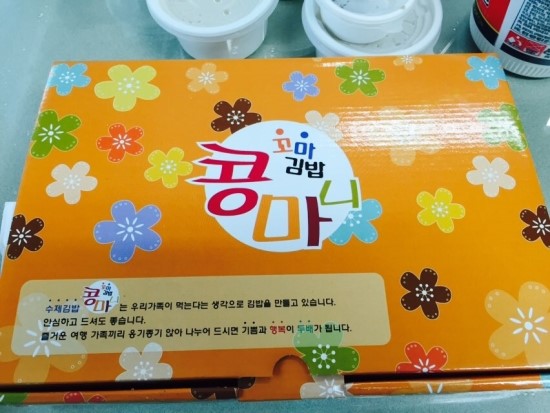 꼬마
김밥
콩
마니
수제김밥 콩마니는 우리가족이 먹는다는 생각으로 김밥을 만들고 있습니다.
안심하고 드셔도 좋습니다.
즐거운 여행 가족끼리 옹기종기 앉아 나누어 드시면 기쁨과 행복이 두배가 됩니다.